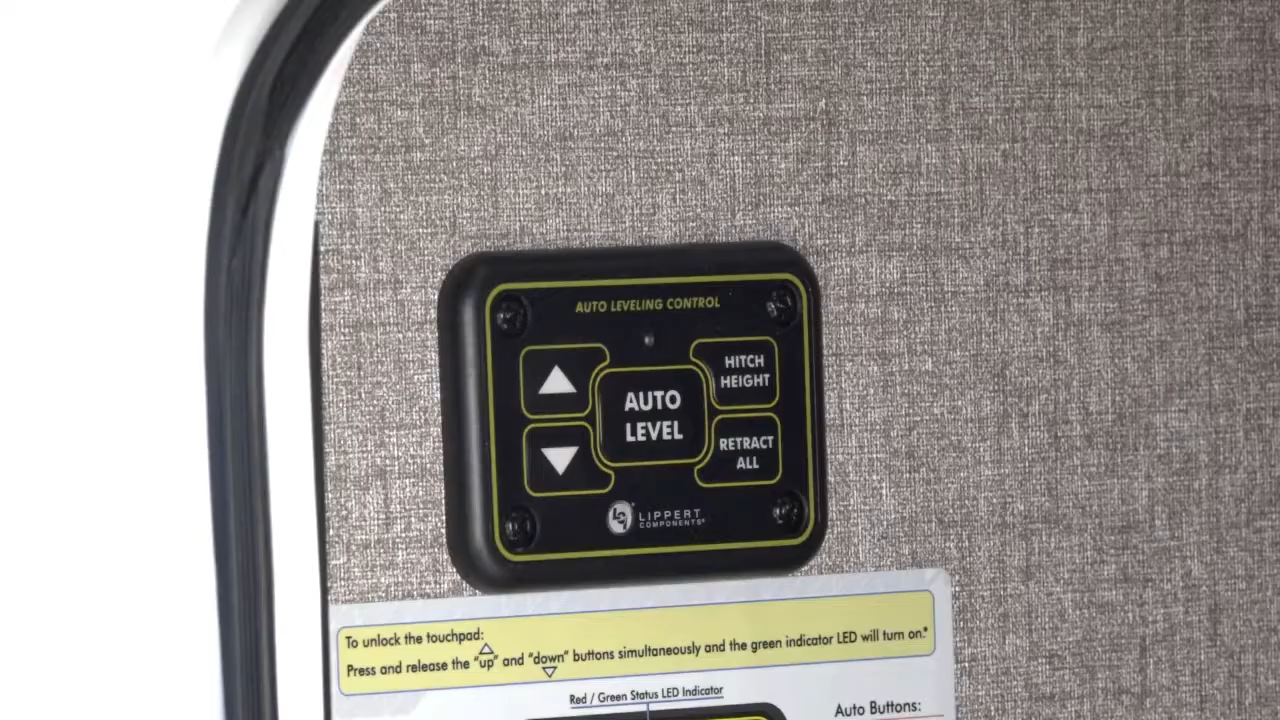 AUTO LEVELING CONTROL
HITCH
HEIGHT
AUTO
LEVEL
RETRACT
ALL
LCI LIPPERT
COMPONENTS®
To unlock the touchpad:
Press and release the "up" and "down" buttons simultaneously and the green indicator LED will turn on.*
Red / Green Status LED Indicator
Auto Buttons: